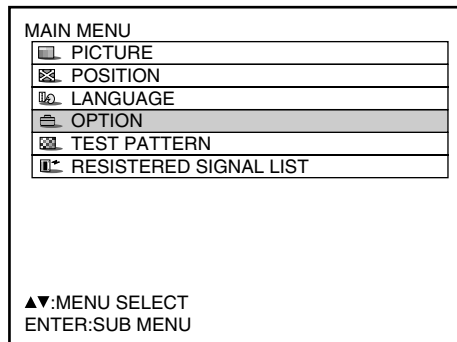 MAIN MENU
PICTURE
POSITION
LANGUAGE
OPTION
TEST PATTERN
RESISTERED SIGNAL LIST
▲▼:MENU SELECT
ENTER:SUB MENU